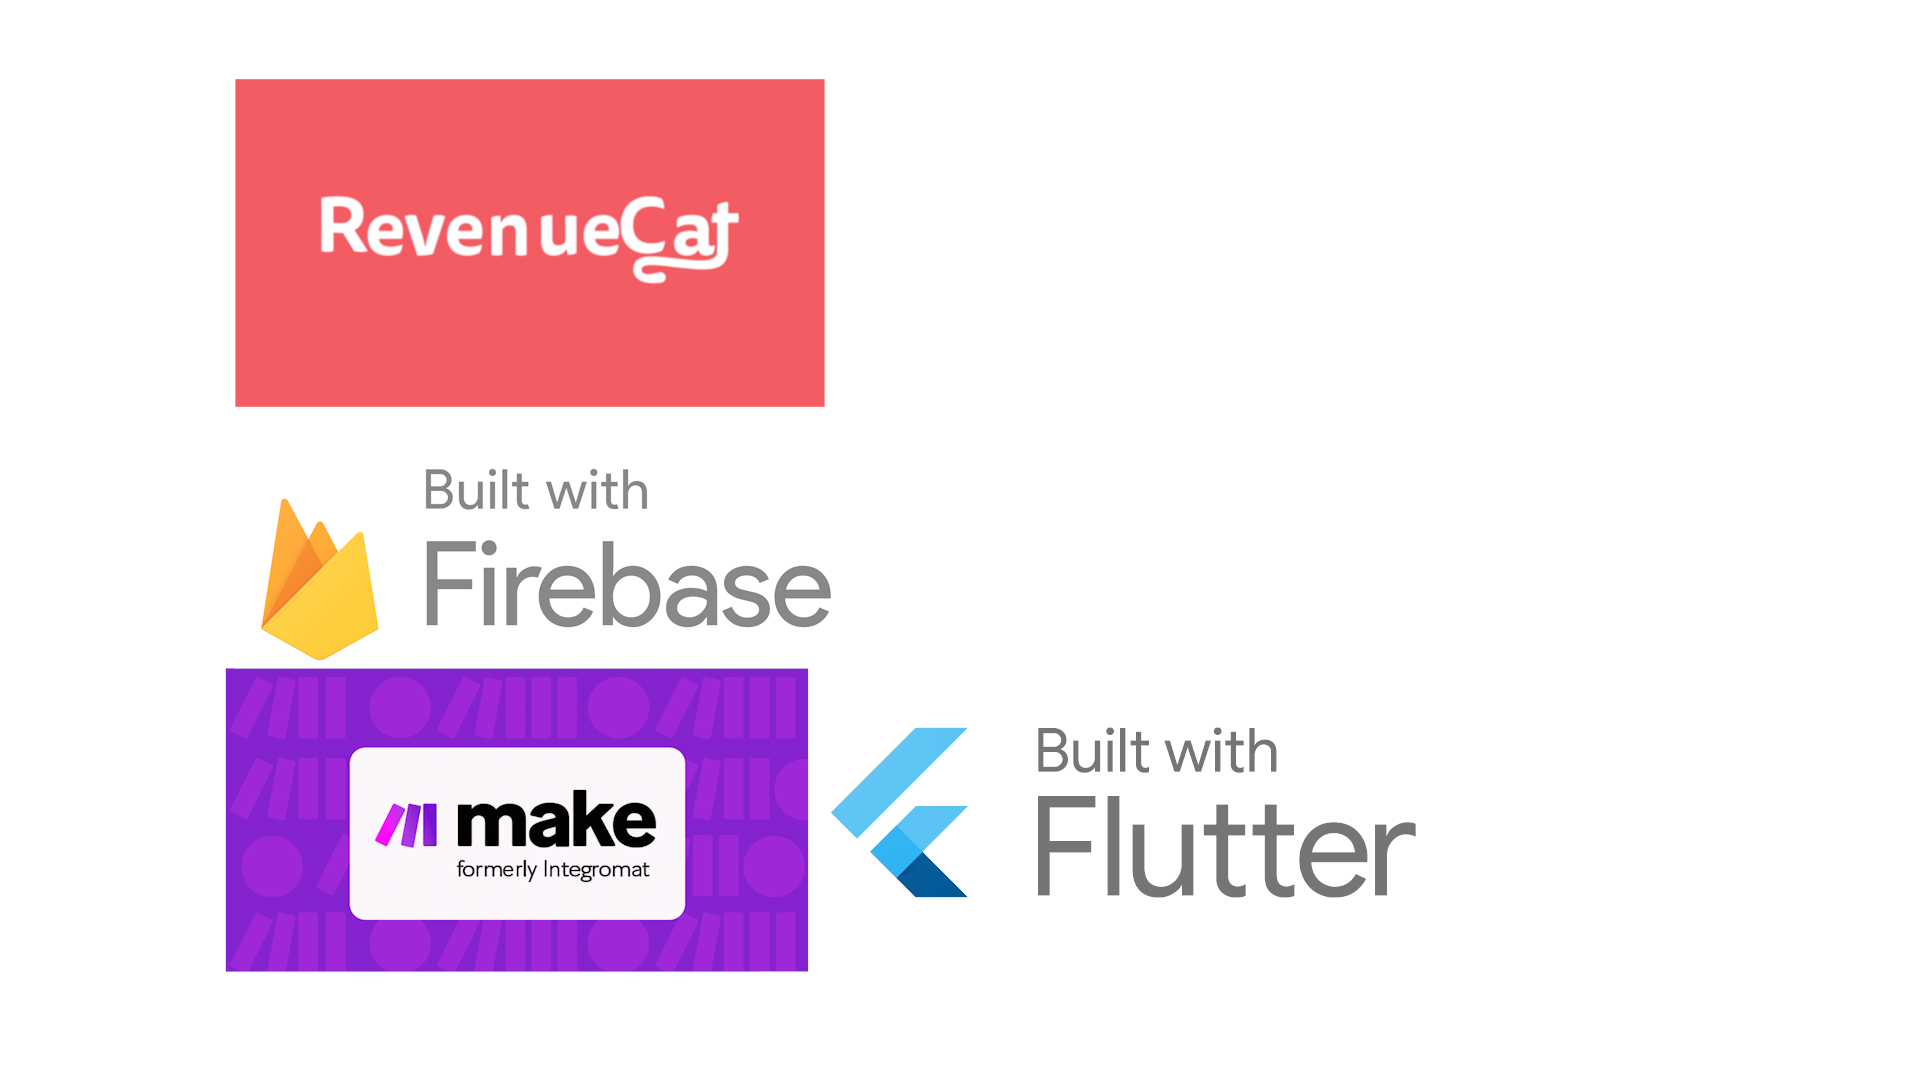 RevenueCat
Built with
Firebase
make
formerly Integromat
Built with
Flutter